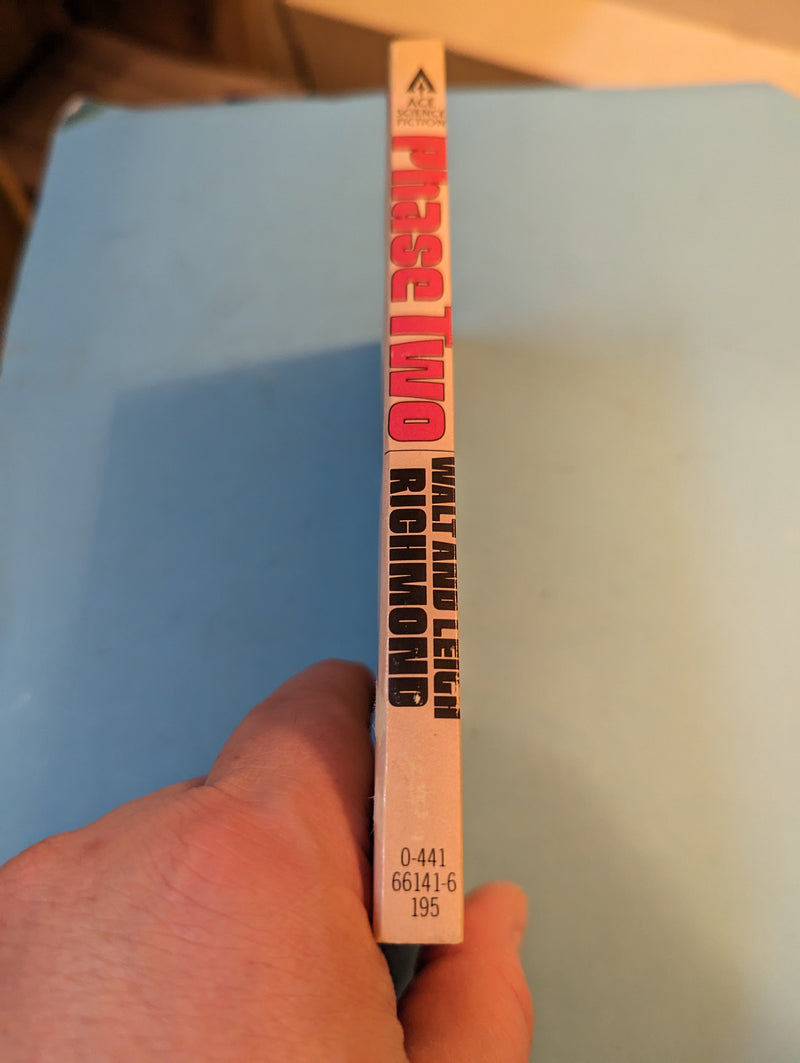 ACE
SCIENCE
FICTION
Phase Two
WALT AND LEIGH
RICHMOND
0-441
66141-6
195